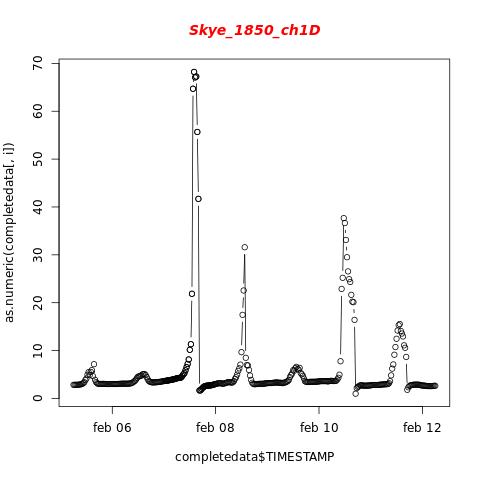 Skye_1850_ch1D
as.numeric(completedata[, i])
70
60
50
40
30
20
10
0
feb 06
feb 08
feb 10
feb 12
completedata$TIMESTAMP